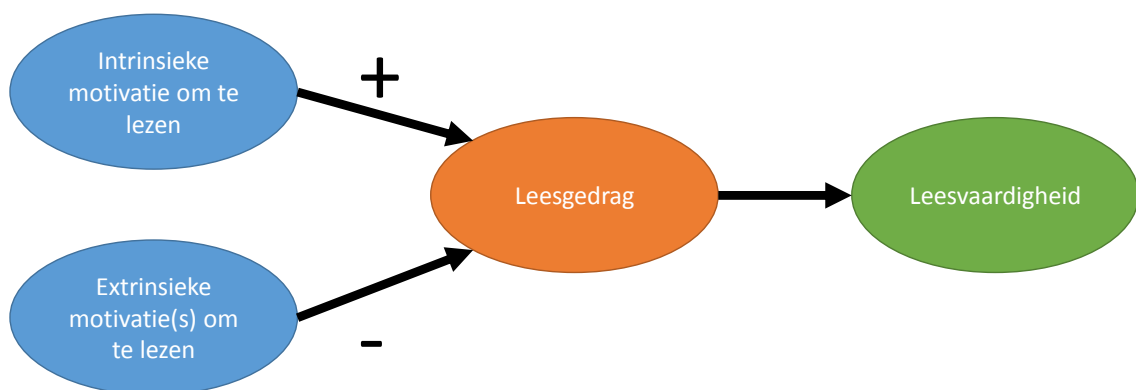 Intrinsieke
motivatie om te
lezen
+
Leesgedrag
Leesvaardigheid
Extrinsieke
motivatie(s) om
te lezen
-